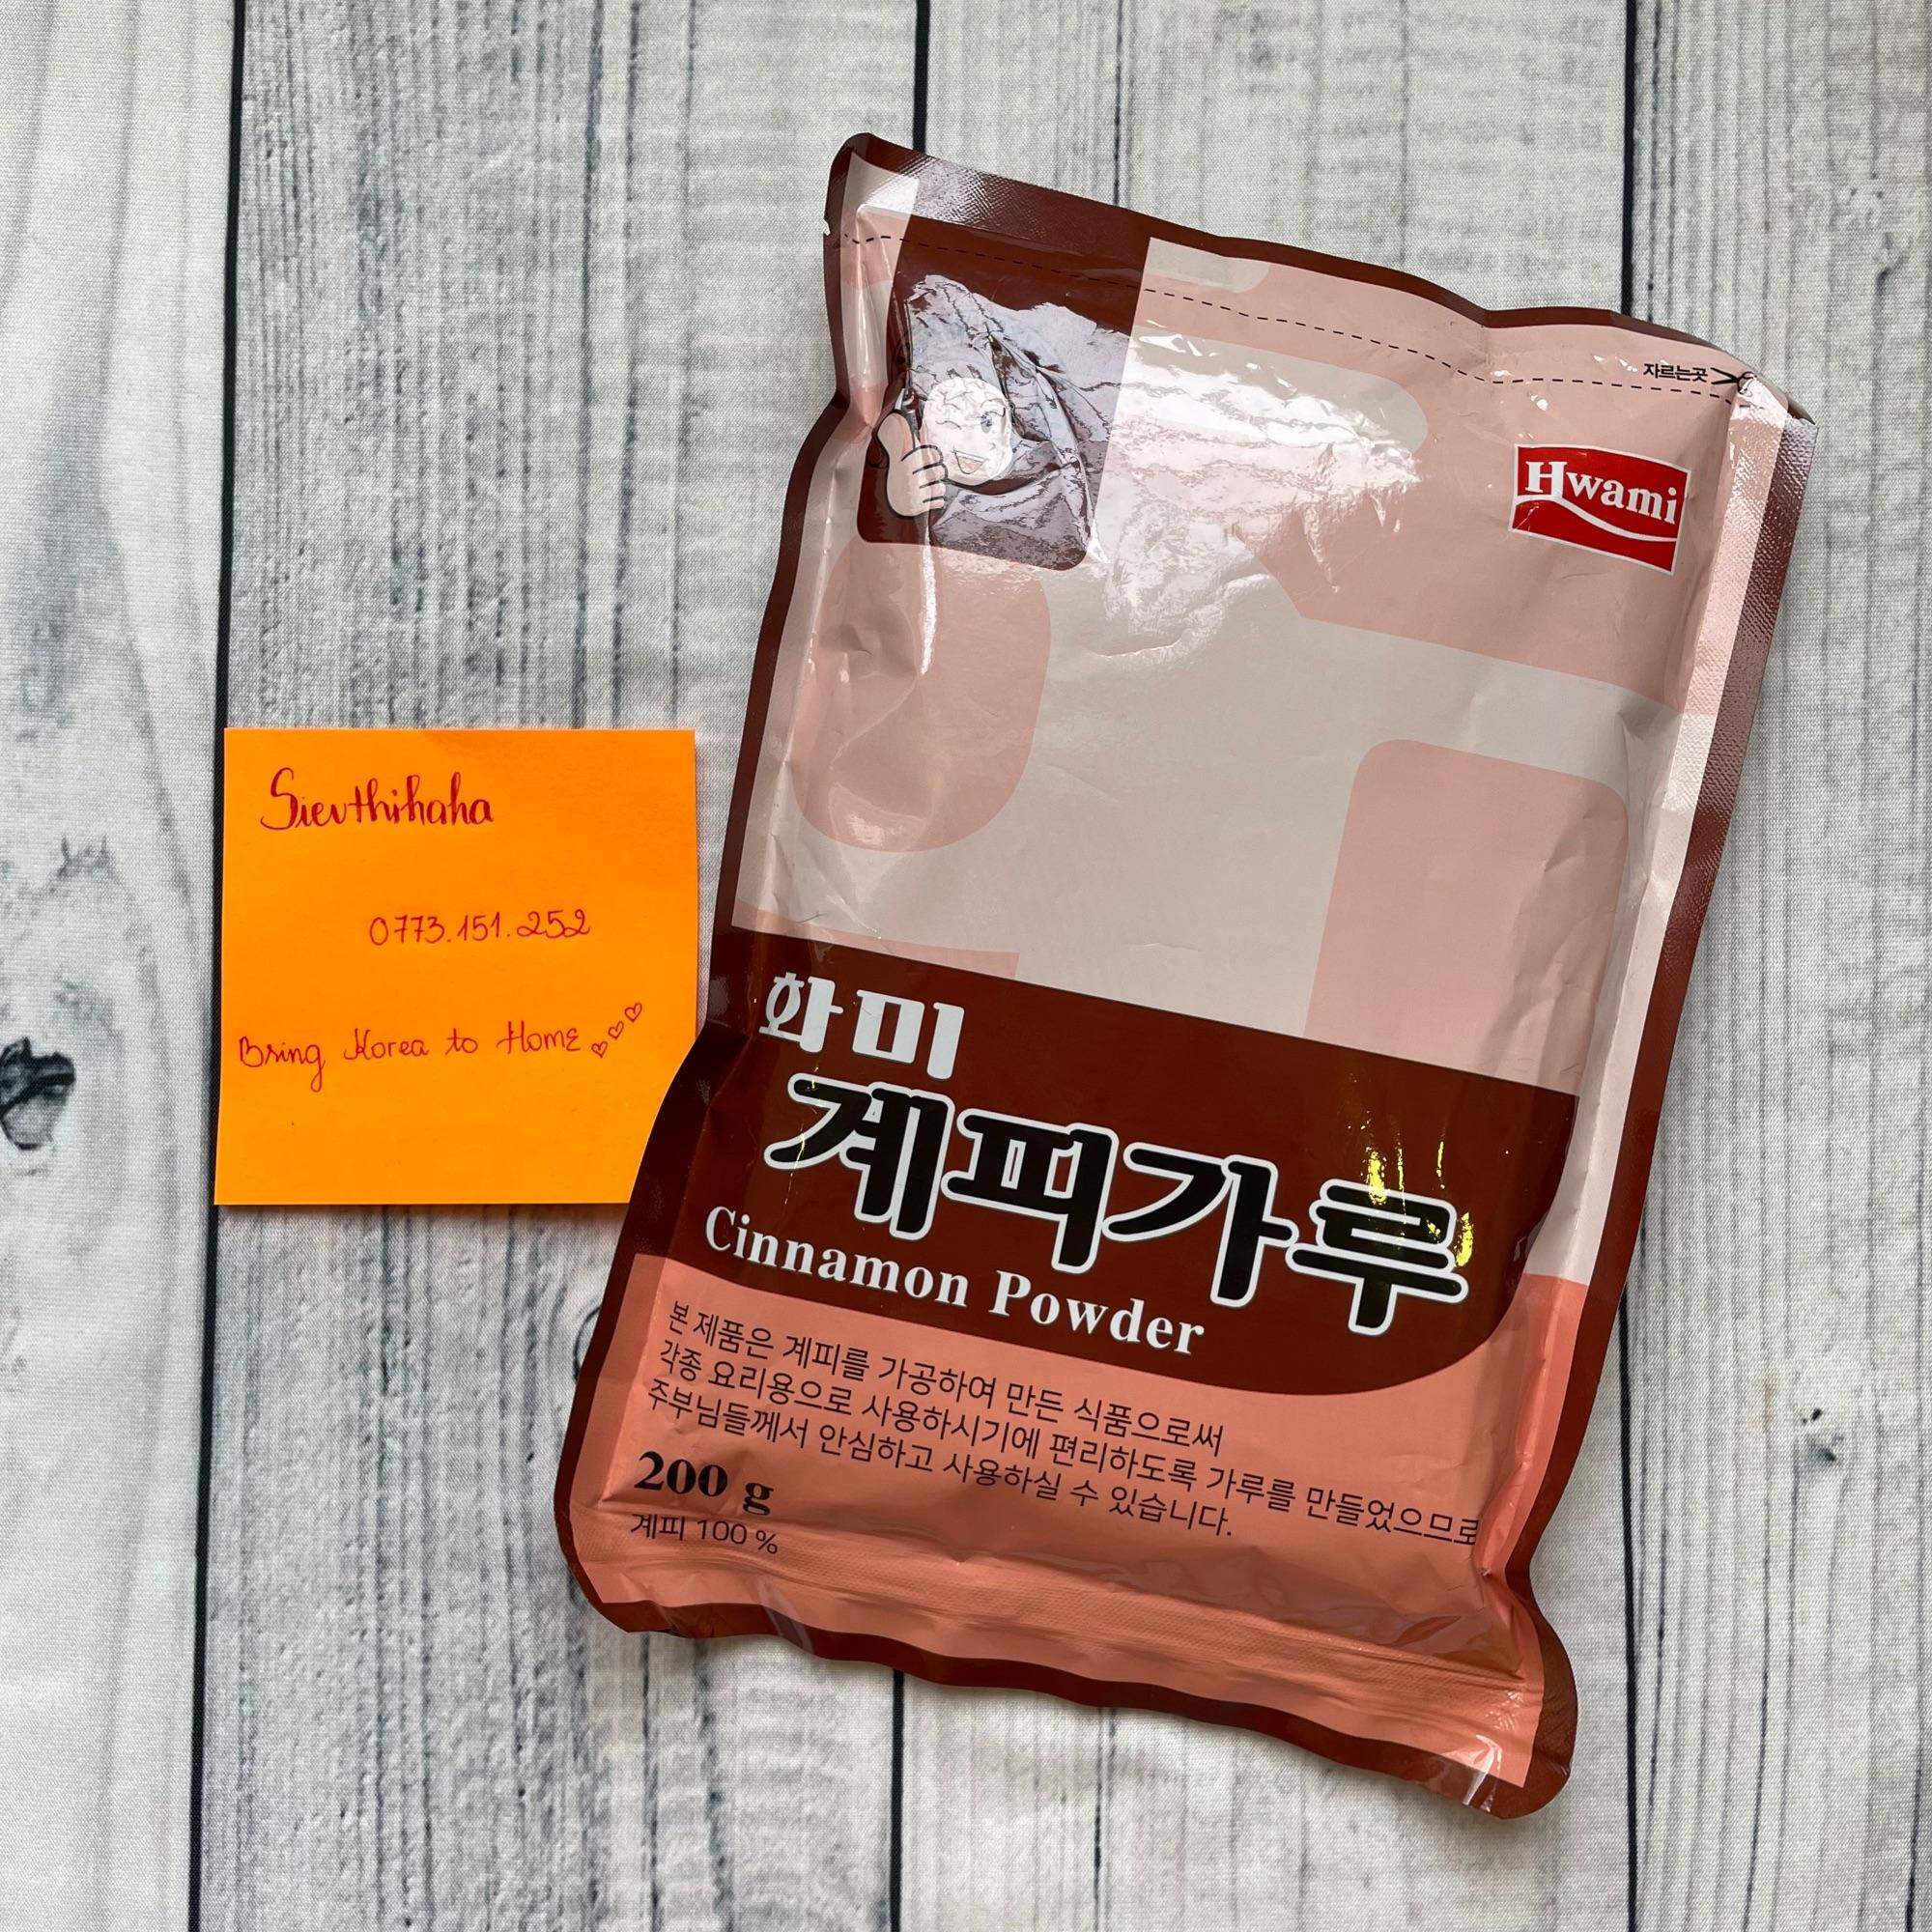 Sieuthihaha
0773.151.252
Bring Korea to Home
자르는곳
Hwami
화미
계피가루
Cinnamon Powder
본 제품은 계피를 가공하여 만든 식품으로써
각종 요리용으로 사용하시기에 편리하도록 가루를 만들었으므로
주부님들께서 안심하고 사용하실 수 있습니다.
200 g
계피 100 %